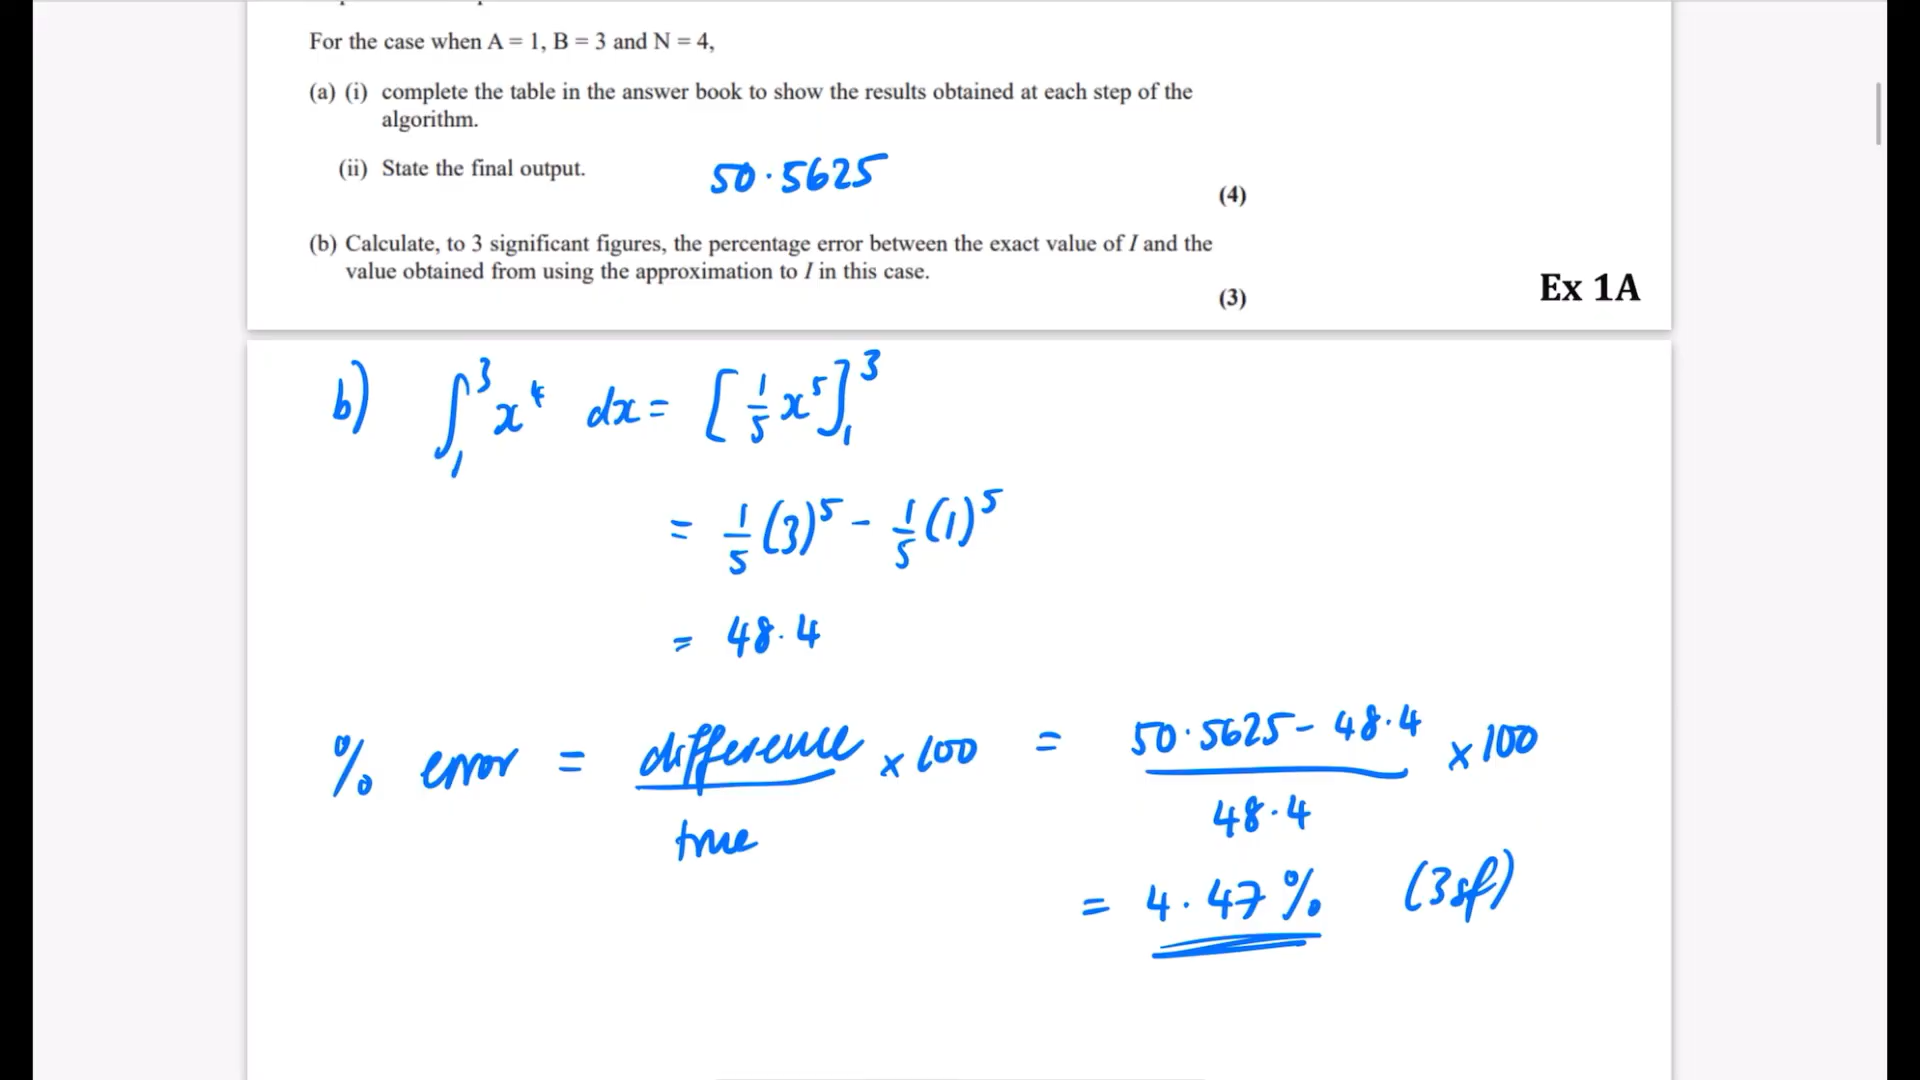 For the case when A = 1, B = 3 and N = 4,
(a) (i) complete the table in the answer book to show the results obtained at each step of the
algorithm.
(ii) State the final output. 50.5625
(4)
(b) Calculate, to 3 significant figures, the percentage error between the exact value of I and the
value obtained from using the approximation to I in this case.
(3)
Ex 1A
b) ∫₁³ x⁴ dx = [1/5 x⁵]₁³
= 1/5 (3)⁵ - 1/5 (1)⁵
= 48.4
% error = difference/true × 100 = (50.5625 - 48.4)/48.4 × 100
= 4.47% (3sf)